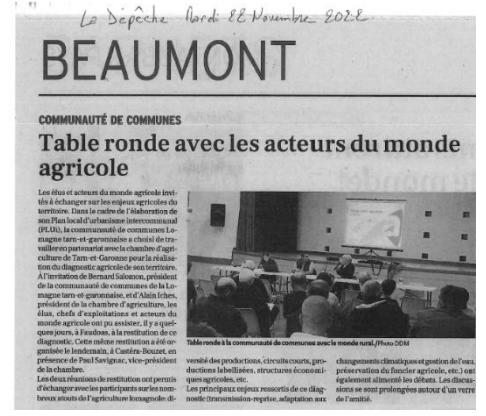 La Dépêche Mardi 22 Novembre 2022
BEAUMONT
COMMUNAUTÉ DE COMMUNES
Table ronde avec les acteurs du monde
agricole
Les élus et acteurs du monde agricole invi-
tés à échanger sur les enjeux agricoles du
territoire. Dans le cadre de l'élaboration de
son Plan local d'urbanisme intercommunal
(PLUi), la communauté de communes Lo-
magne tarn-et-garonnaise a choisi de tra-
vailler en partenariat avec la chambre d'agri-
culture de Tarn-et-Garonne pour la réalisa-
tion du diagnostic agricole de son territoire.
À l'invitation de Bernard Salomon, président
de la communauté de communes de la Lo-
magne tarn-et-garonnaise, et d'Alain Iches,
président de la chambre d'agriculture, les
élus, chefs d'exploitations et acteurs du
monde agricole ont pu assister, il y a quel-
ques jours, à Faudoas, à la restitution de ce
diagnostic. Cette même restitution a été or-
ganisée le lendemain, à Castéra-Bouzet, en
présence de Paul Savignac, vice-président
de la chambre.
Les deux réunions de restitution ont permis
d'échanger avec les participants sur les nom-
breux atouts de l'agriculture lomagnole: di-
Table ronde à la communauté de communes avec le monde rural./Photo DDM
versité des productions, circuits courts, pro-
ductions labellisées, structures économi-
ques agricoles, etc.
Les principaux enjeux ressortis de ce diag-
nostic (transmission-reprise, adaptation aux
changements climatiques et gestion de l'eau,
préservation du foncier agricole, etc.) ont
également alimenté les débats. Les discus-
sions se sont prolongées autour d'un verre
de l'amitié.